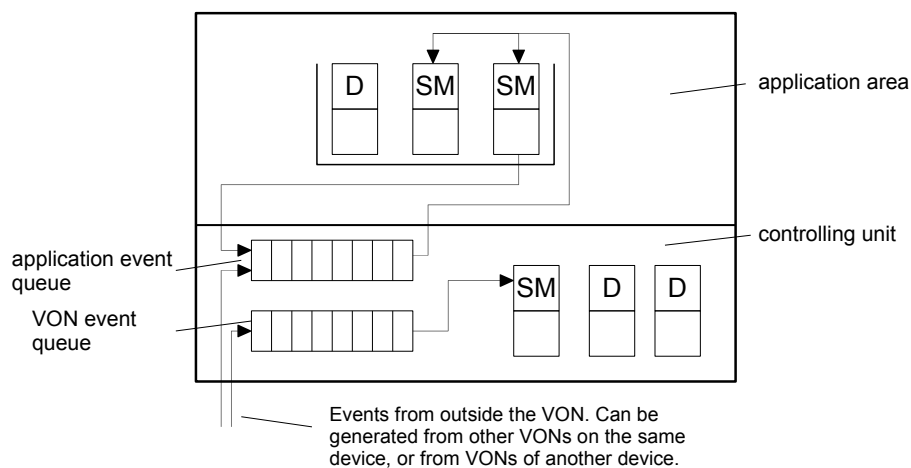 D SM SM
application area
application event
queue
controlling unit
VON event
queue
SM D D
Events from outside the VON. Can be
generated from other VONs on the same
device, or from VONs of another device.